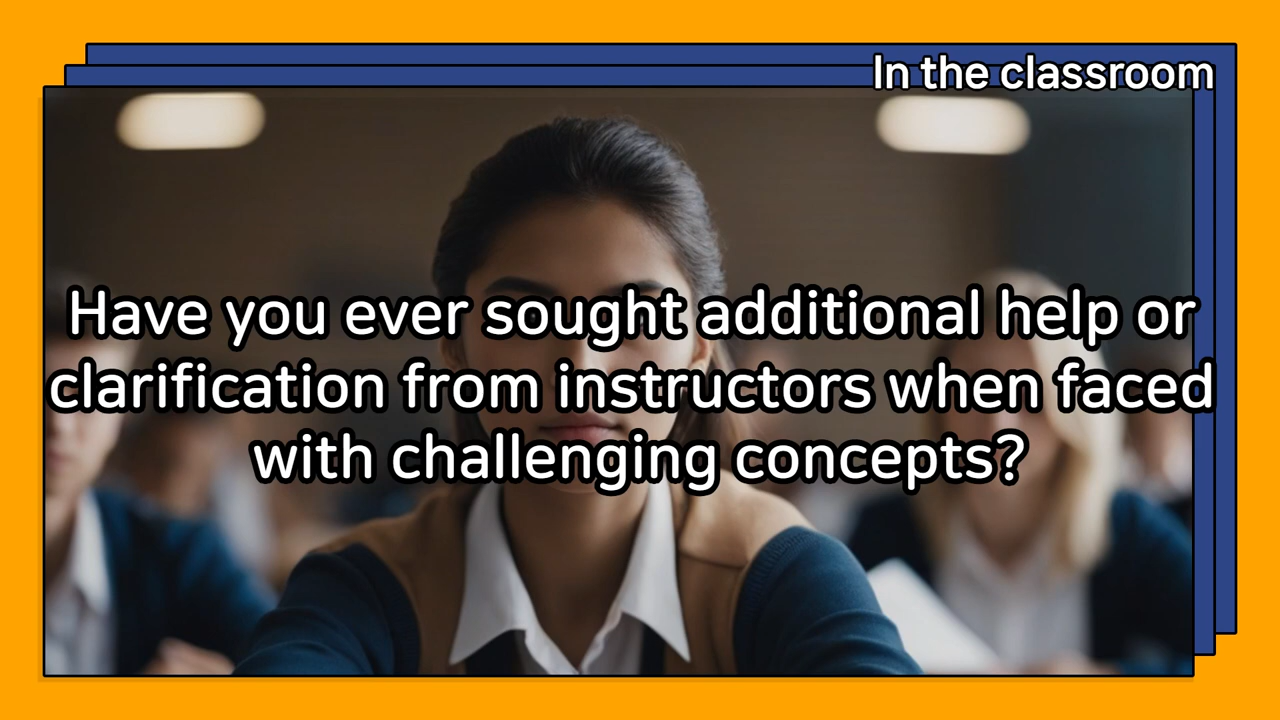 In the classroom
Have you ever sought additional help or
clarification from instructors when faced
with challenging concepts?